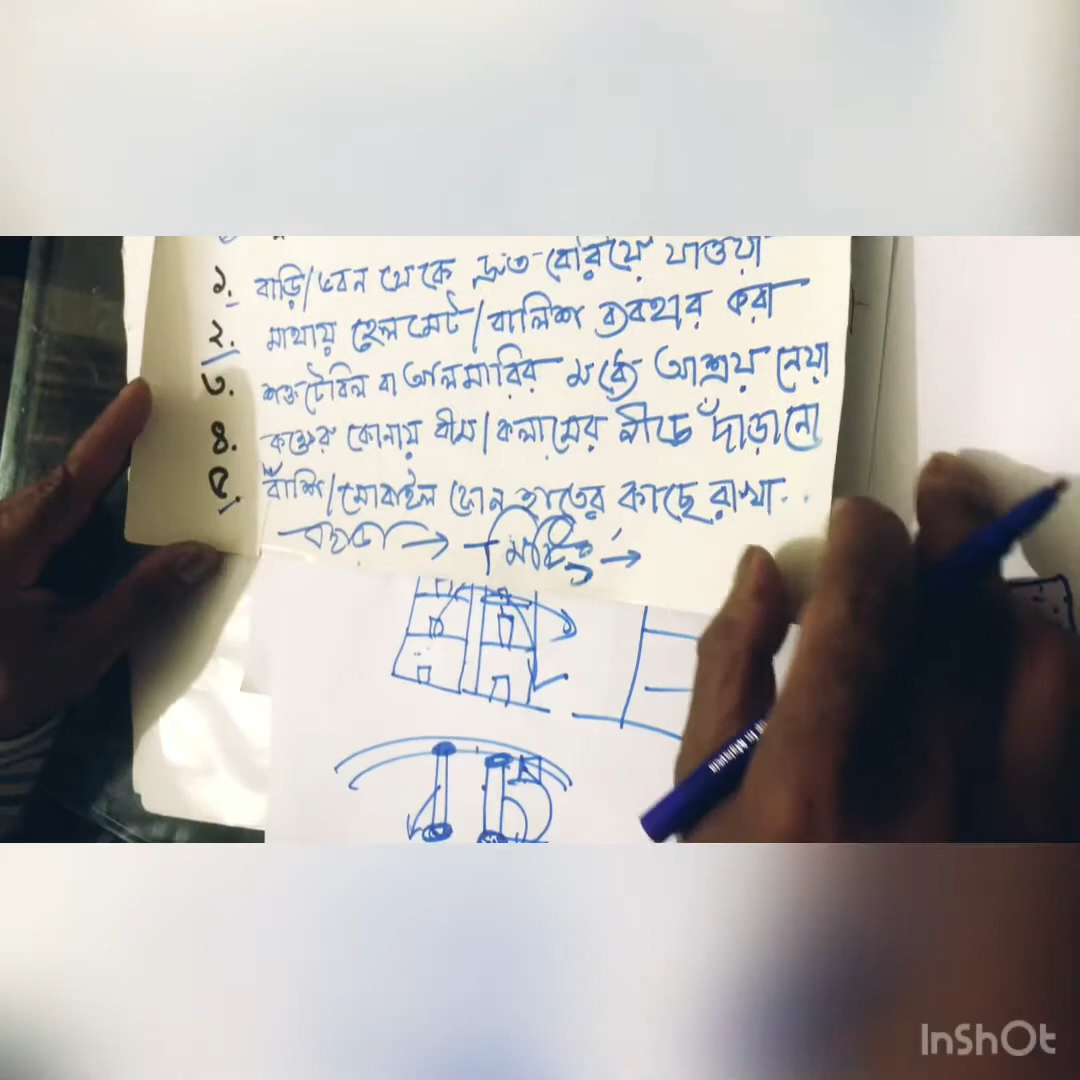 ১. বাড়ি/ভবন থেকে দ্রুত বেরিয়ে যাওয়া
২. মাথায় হেলমেট/বালিশ ব্যবহার করা
৩. শক্ত টেবিল বা আলমারির মধ্যে আশ্রয় নেয়া
৪. কক্ষের কোনায় বীম/কলামের নীচে দাঁড়ানো
৫. বাঁশি/মোবাইল ফোন হাতের কাছে রাখা..
→ →
InShOt